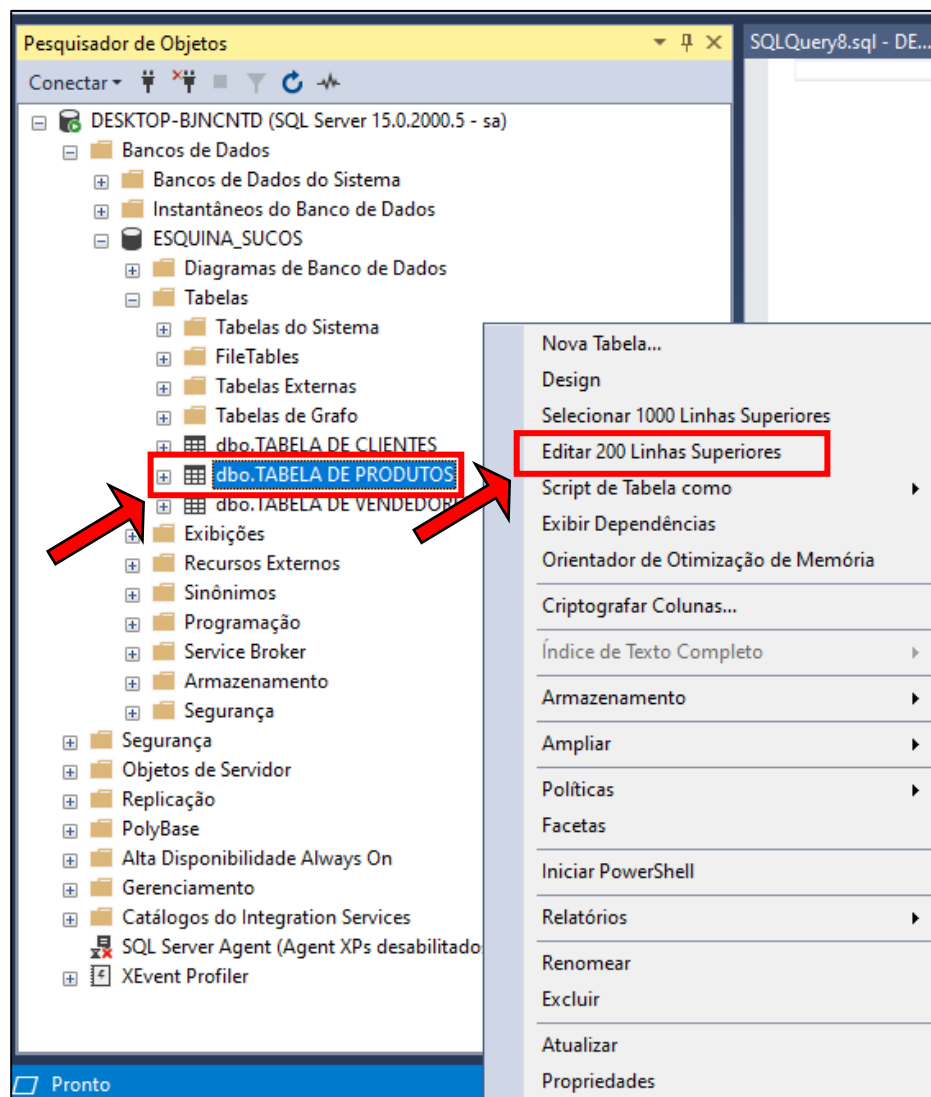 Pesquisador de Objetos
SQLQuery8.sql - DE...
Conectar
DESKTOP-BJNCNTD (SQL Server 15.0.2000.5 - sa)
Bancos de Dados
Bancos de Dados do Sistema
Instantâneos do Banco de Dados
ESQUINA_SUCOS
Diagramas de Banco de Dados
Tabelas
Tabelas do Sistema
FileTables
Tabelas Externas
Tabelas de Grafo
dbo.TABELA DE CLIENTES
dbo.TABELA DE PRODUTOS
dbo.TABELA DE VENDEDOR
Exibições
Recursos Externos
Sinônimos
Programação
Service Broker
Armazenamento
Segurança
Segurança
Objetos de Servidor
Replicação
PolyBase
Alta Disponibilidade Always On
Gerenciamento
Catálogos do Integration Services
SQL Server Agent (Agent XPs desabilitado
XEvent Profiler
Pronto
Nova Tabela...
Design
Selecionar 1000 Linhas Superiores
Editar 200 Linhas Superiores
Script de Tabela como
Exibir Dependências
Orientador de Otimização de Memória
Criptografar Colunas...
Índice de Texto Completo
Armazenamento
Ampliar
Políticas
Facetas
Iniciar PowerShell
Relatórios
Renomear
Excluir
Atualizar
Propriedades